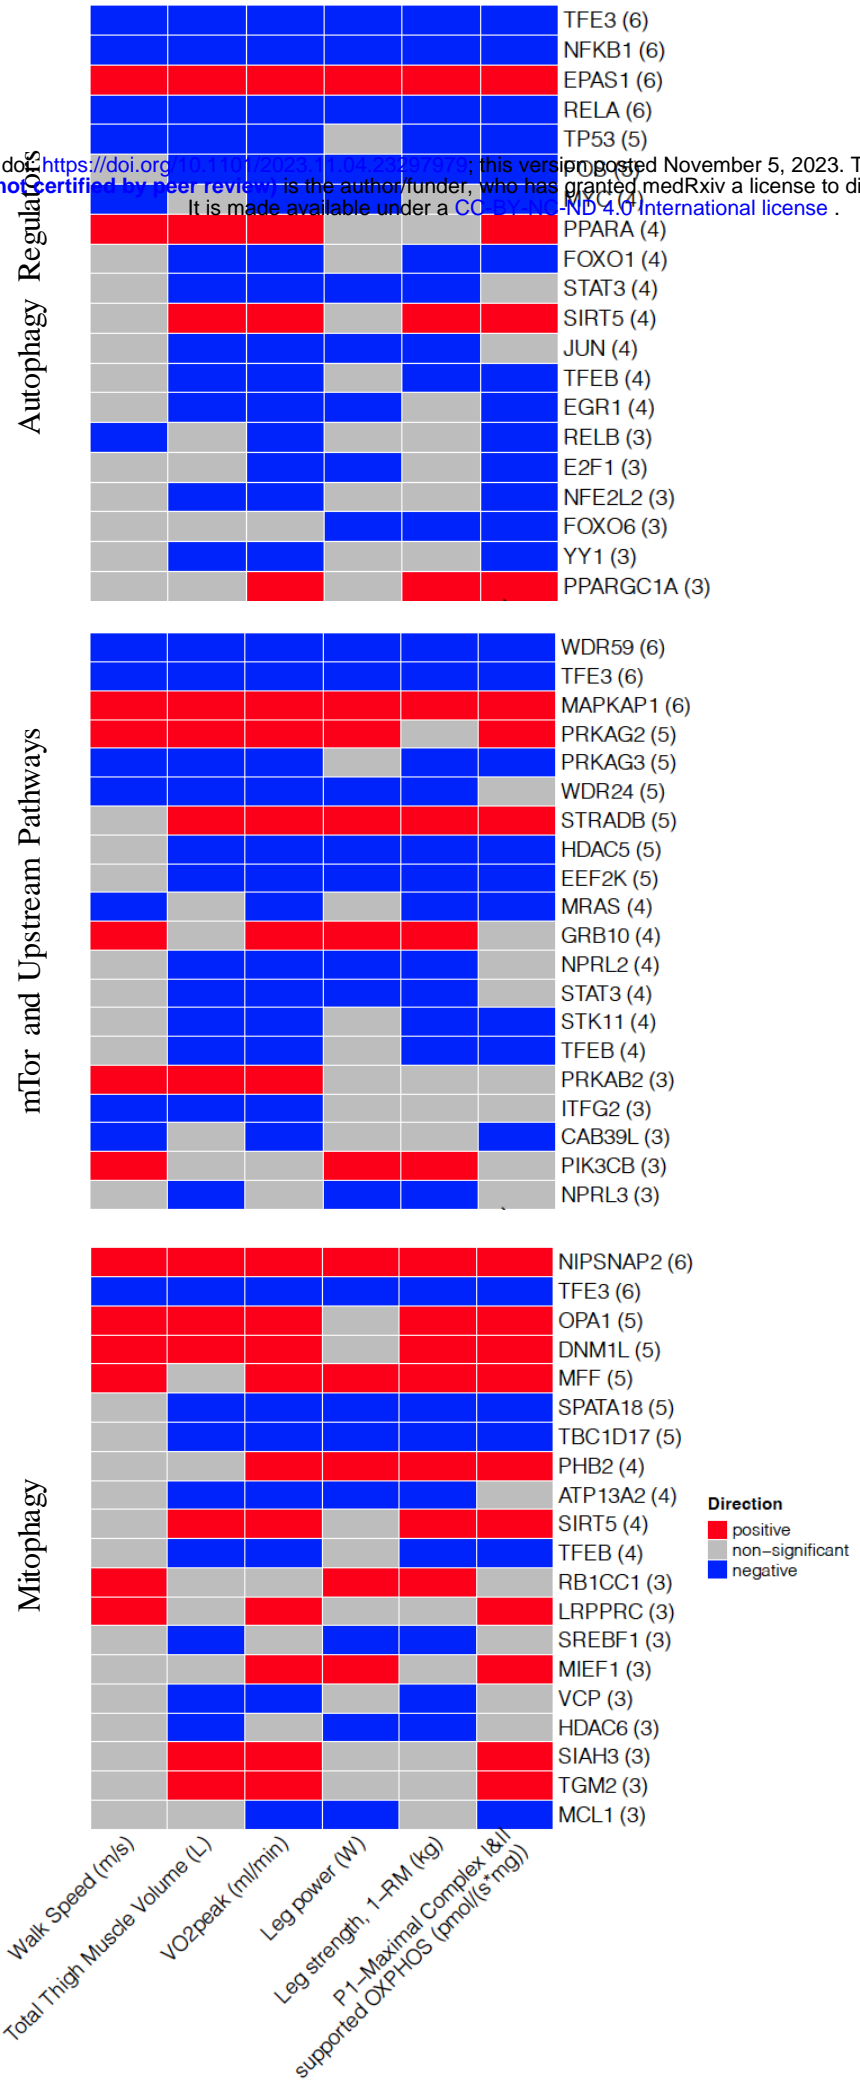 TFE3 (6)
NFKB1 (6)
EPAS1 (6)
RELA (6)
TP53 (5)
doi: https://doi.org/10.1101/2023.11.04.23297979; this version posted November 5, 2023. T
FOS (5)
not certified by peer review) is the author/funder, who has granted medRxiv a license to di
MYC (4)
It is made available under a CC-BY-NC-ND 4.0 International license .
PPARA (4)
FOXO1 (4)
STAT3 (4)
SIRT5 (4)
JUN (4)
TFEB (4)
EGR1 (4)
RELB (3)
E2F1 (3)
NFE2L2 (3)
FOXO6 (3)
YY1 (3)
PPARGC1A (3)
Autophagy Regulators
WDR59 (6)
TFE3 (6)
MAPKAP1 (6)
PRKAG2 (5)
PRKAG3 (5)
WDR24 (5)
STRADB (5)
HDAC5 (5)
EEF2K (5)
MRAS (4)
GRB10 (4)
NPRL2 (4)
STAT3 (4)
STK11 (4)
TFEB (4)
PRKAB2 (3)
ITFG2 (3)
CAB39L (3)
PIK3CB (3)
NPRL3 (3)
mTor and Upstream Pathways
NIPSNAP2 (6)
TFE3 (6)
OPA1 (5)
DNM1L (5)
MFF (5)
SPATA18 (5)
TBC1D17 (5)
PHB2 (4)
ATP13A2 (4)
SIRT5 (4)
TFEB (4)
RB1CC1 (3)
LRPPRC (3)
SREBF1 (3)
MIEF1 (3)
VCP (3)
HDAC6 (3)
SIAH3 (3)
TGM2 (3)
MCL1 (3)
Mitophagy
Direction
positive
non-significant
negative
Walk Speed (m/s)
Total Thigh Muscle Volume (L)
VO2peak (ml/min)
Leg power (W)
Leg strength, 1-RM (kg)
P1-Maximal Complex I&II
supported OXPHOS (pmol/(s*mg))